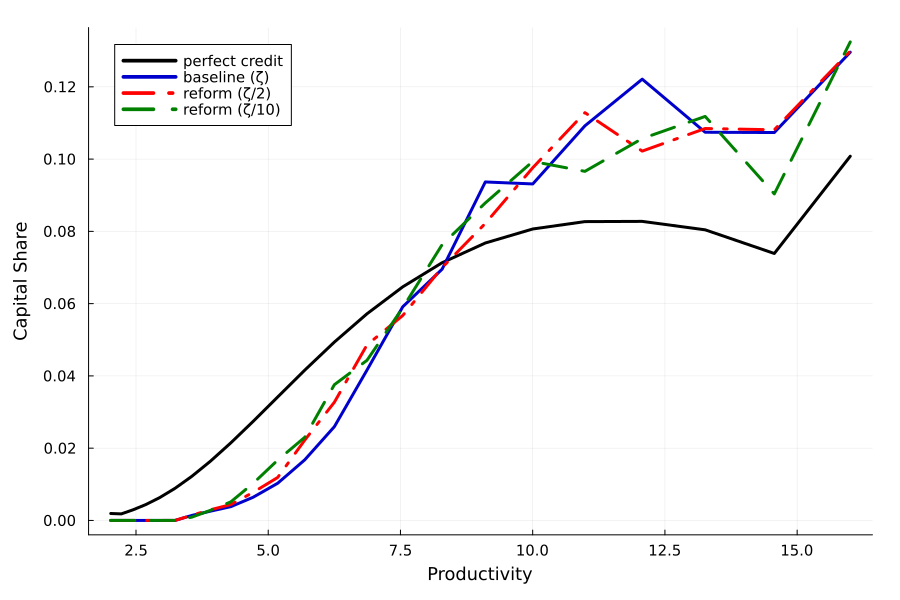 perfect credit
baseline (ζ)
reform (ζ/2)
reform (ζ/10)
Capital Share
0.12
0.10
0.08
0.06
0.04
0.02
0.00
2.5 5.0 7.5 10.0 12.5 15.0
Productivity